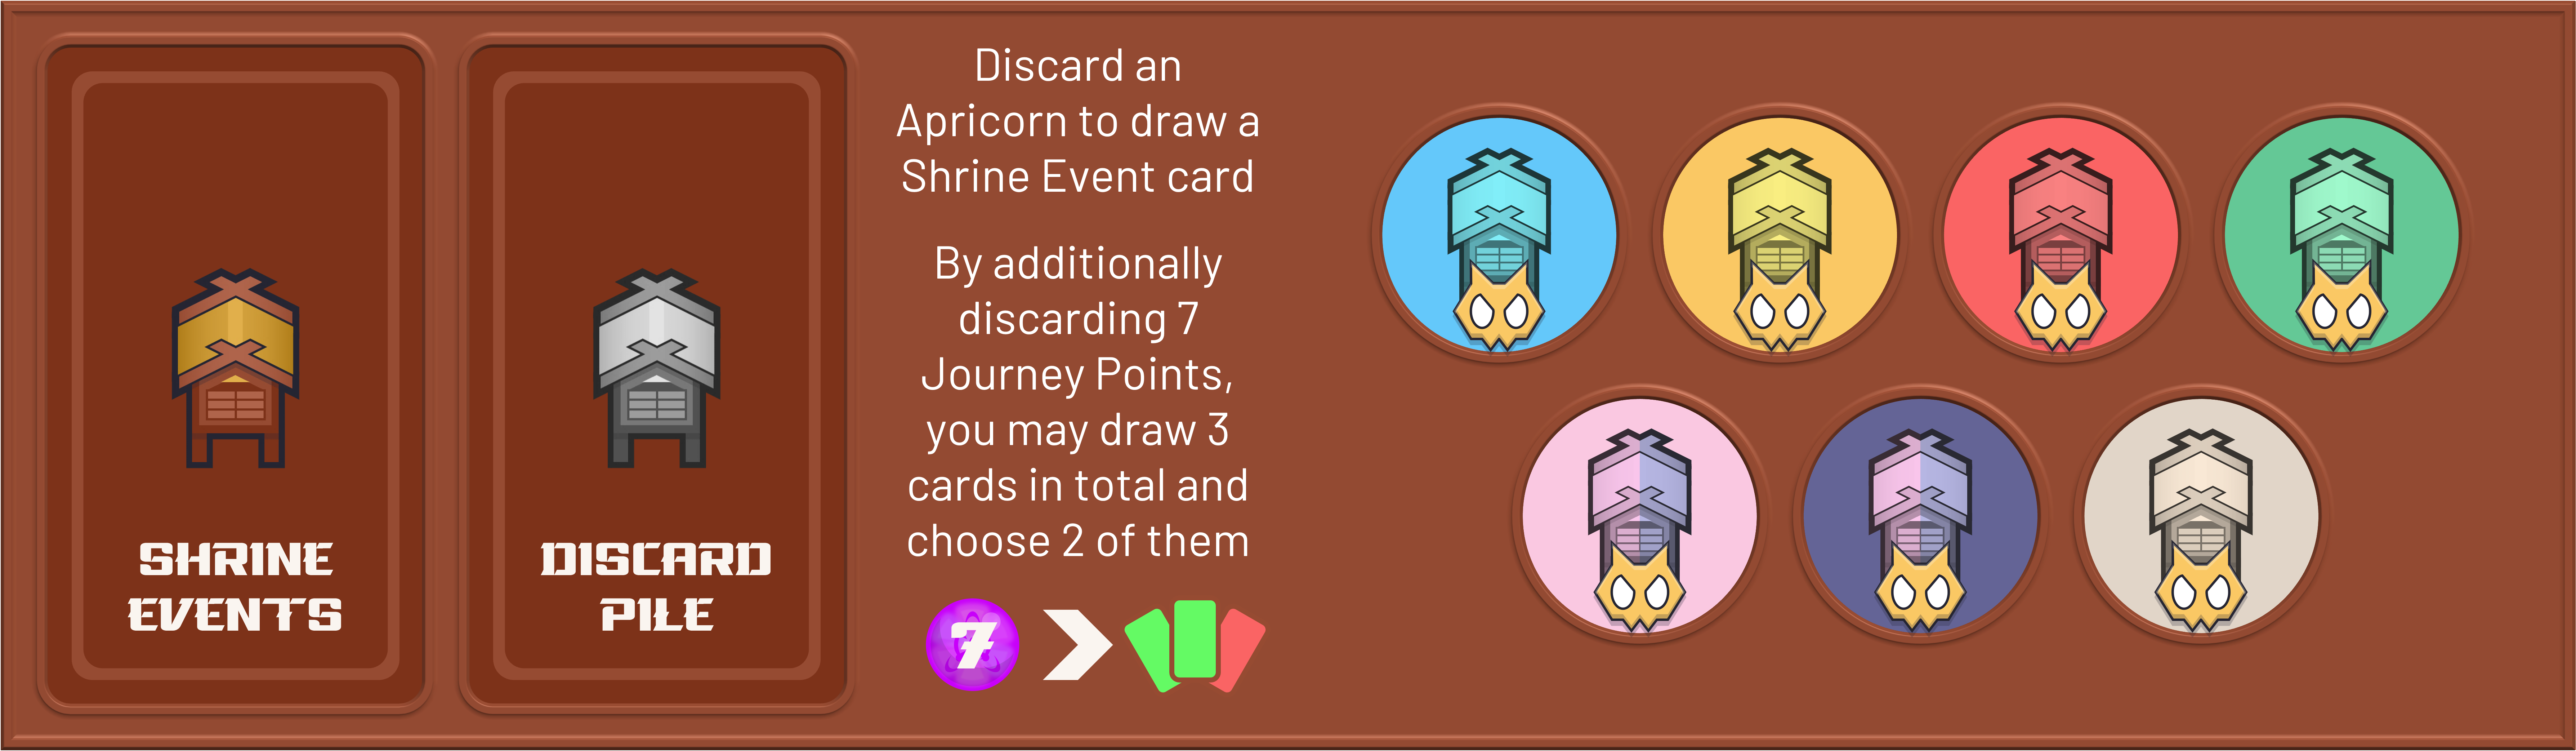 SHRINE
EVENTS
DISCARD
PILE
Discard an
Apricorn to draw a
Shrine Event card
By additionally
discarding 7
Journey Points,
you may draw 3
cards in total and
choose 2 of them
7